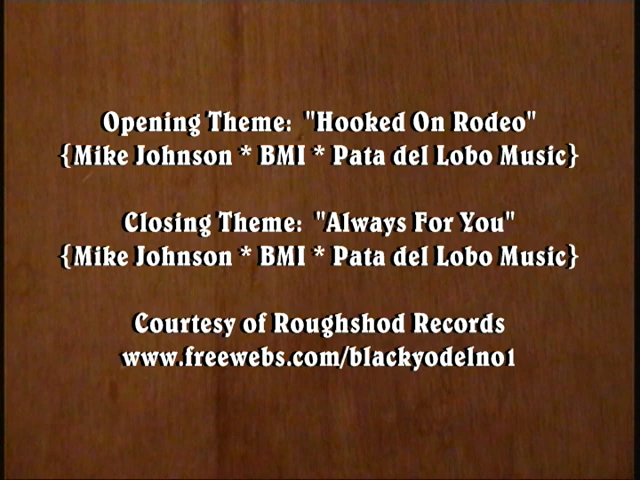 Opening Theme:  "Hooked On Rodeo"
{Mike Johnson * BMI * Pata del Lobo Music}
Closing Theme:  "Always For You"
{Mike Johnson * BMI * Pata del Lobo Music}
Courtesy of Roughshod Records
www.freewebs.com/blackyodelno1